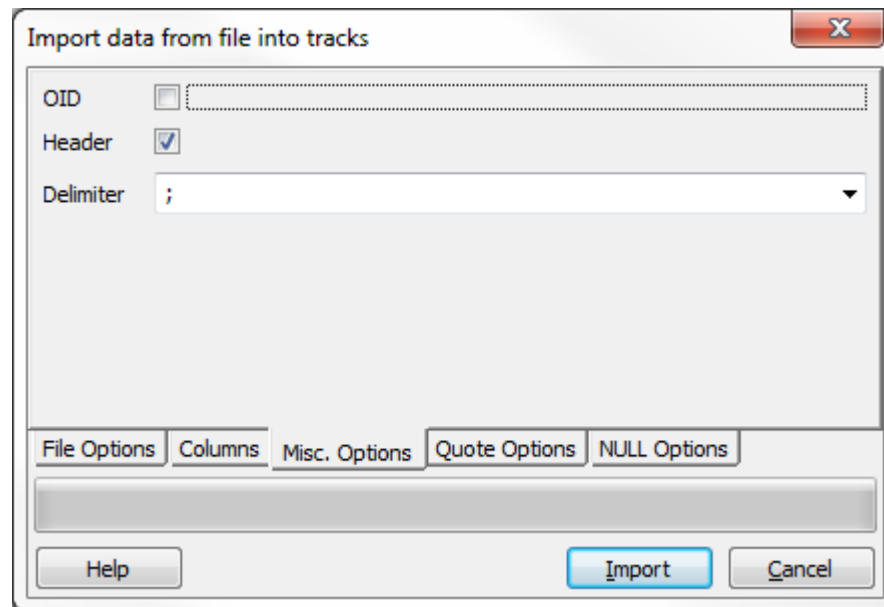 Import data from file into tracks
OID
Header
Delimiter ;
File Options Columns Misc. Options Quote Options NULL Options
Help Import Cancel